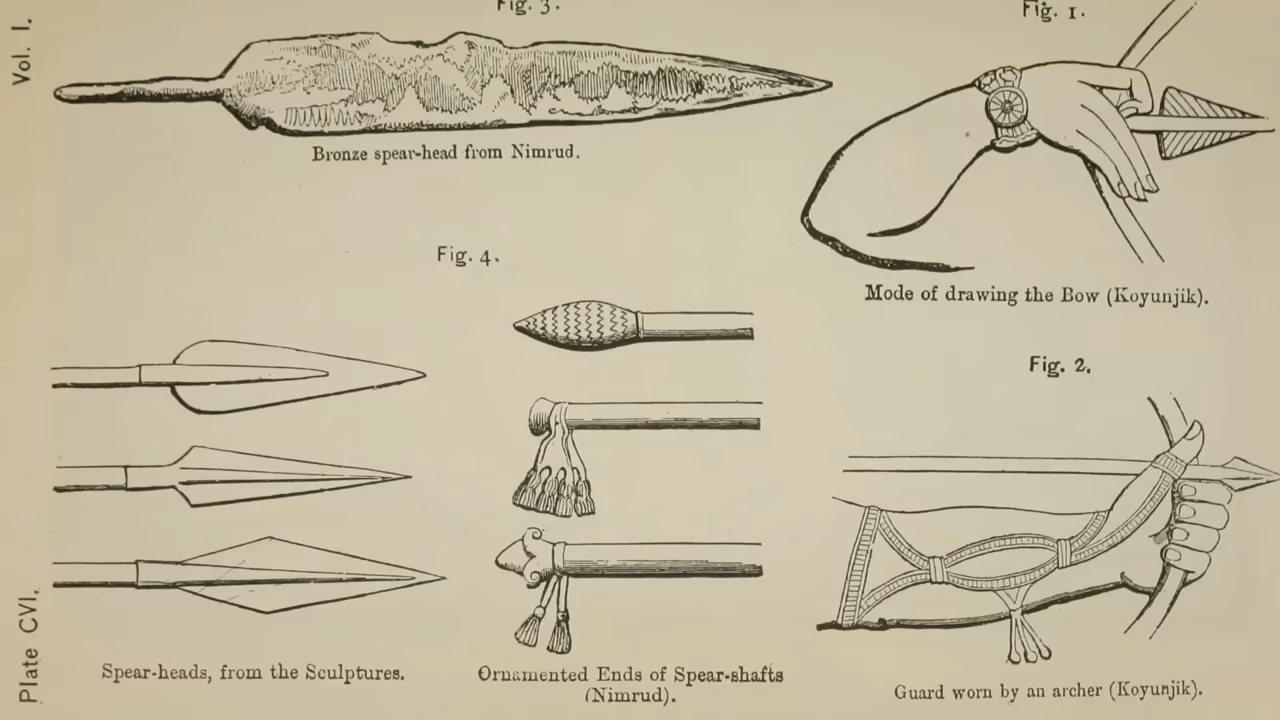 Vol. I.
Fig. 3.
Bronze spear-head from Nimrud.
Fig. 1.
Mode of drawing the Bow (Koyunjik).
Fig. 4.
Spear-heads, from the Sculptures.
Ornamented Ends of Spear-shafts
(Nimrud).
Fig. 2.
Guard worn by an archer (Koyunjik).
Plate CVI.